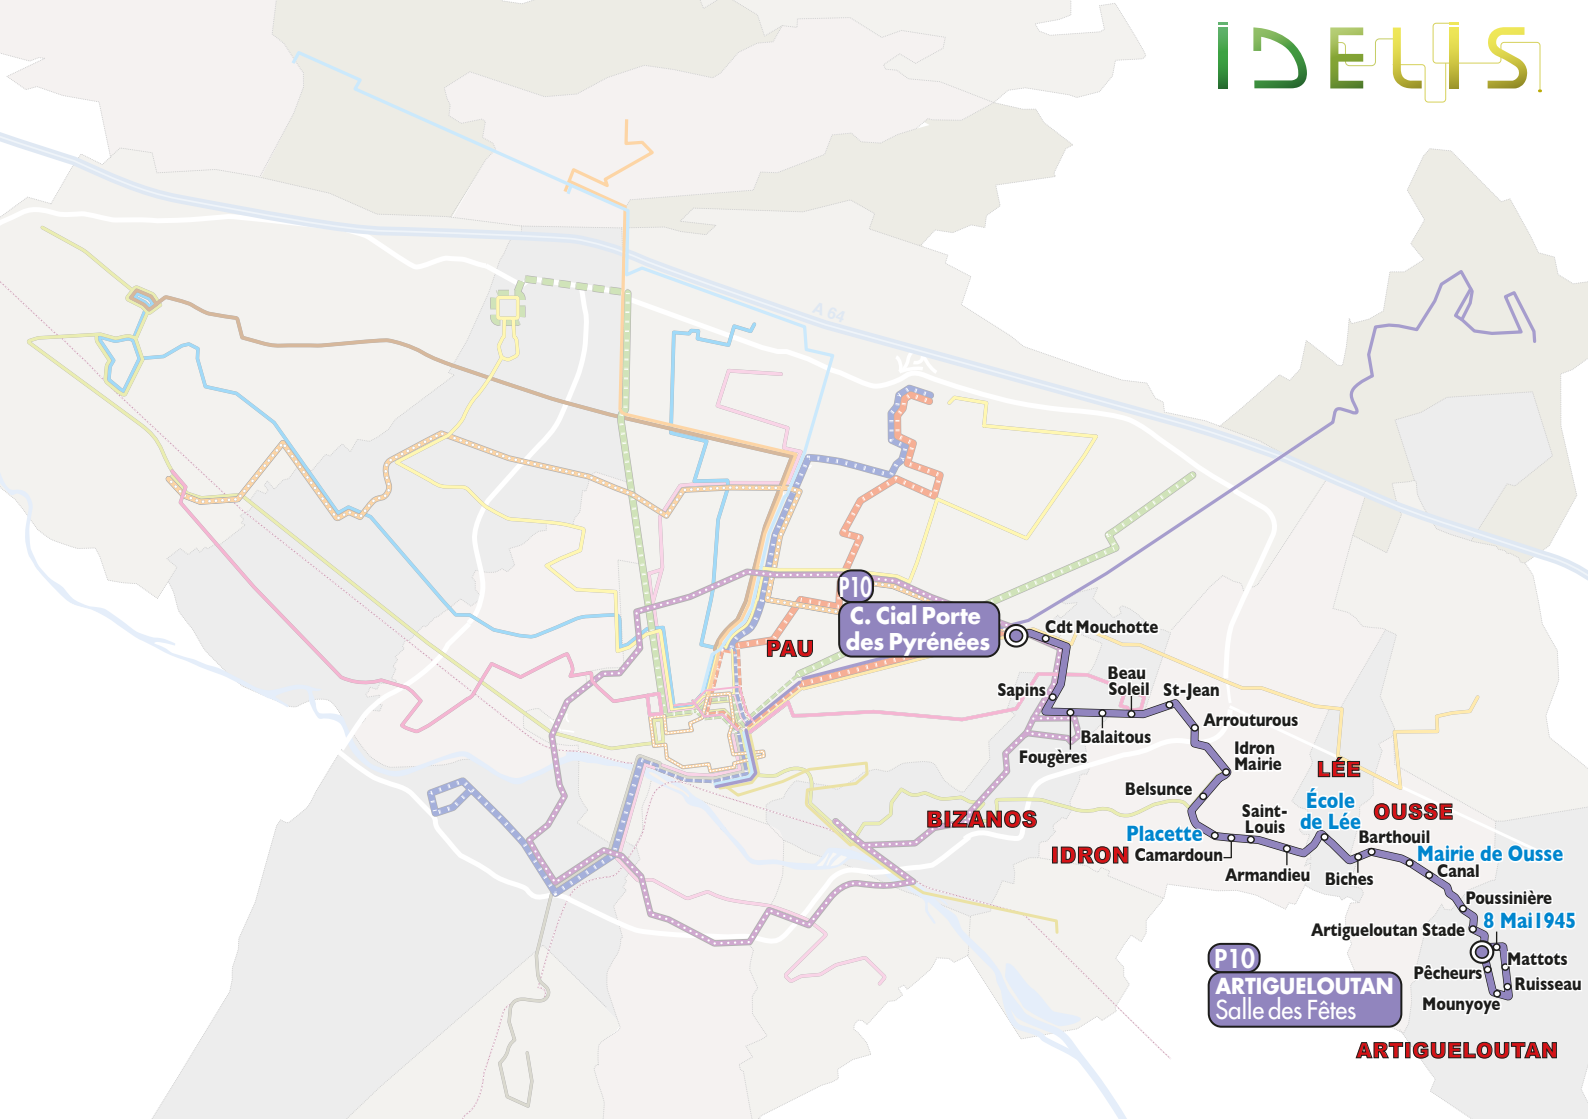 IDELIS
A 64
P10
C. Cial Porte
des Pyrénées
PAU
Cdt Mouchotte
Sapins
Beau
Soleil
St-Jean
Arrouturous
Balaitous
Fougères
Idron
Mairie
LÉE
Belsunce
École
de Lée
OUSSE
BIZANOS
Saint-
Louis
Placette
IDRON
Camardoun
Barthouil
Mairie de Ousse
Armandieu
Biches
Canal
Poussinière
8 Mai1945
Artigueloutan Stade
P10
ARTIGUELOUTAN
Salle des Fêtes
Mattots
Pêcheurs
Ruisseau
Mounyoye
ARTIGUELOUTAN